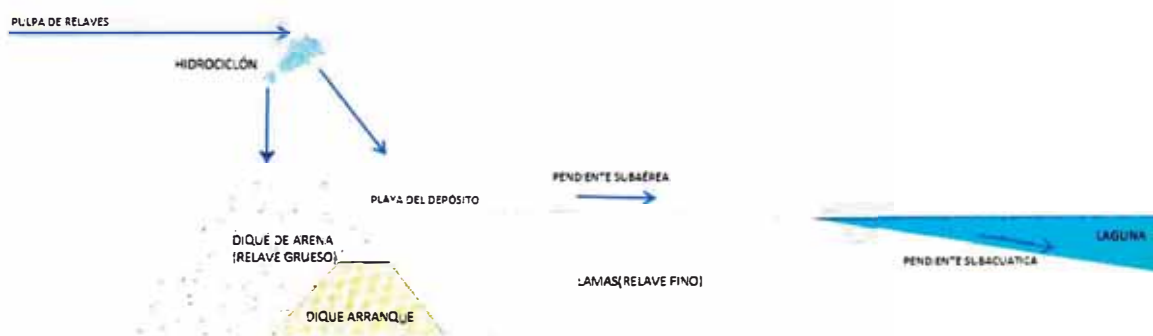 PULPA DE RELAVES
HIDROCICLÓN
PENDIENTE SUBAÉREA
PLAYA DEL DEPÓSITO
DIQUE DE ARENA
(RELAVE GRUESO)
LAGUNA
PENDIENTE SUBACUATICA
LAMAS(RELAVE FINO)
DIQUE ARRANQUE